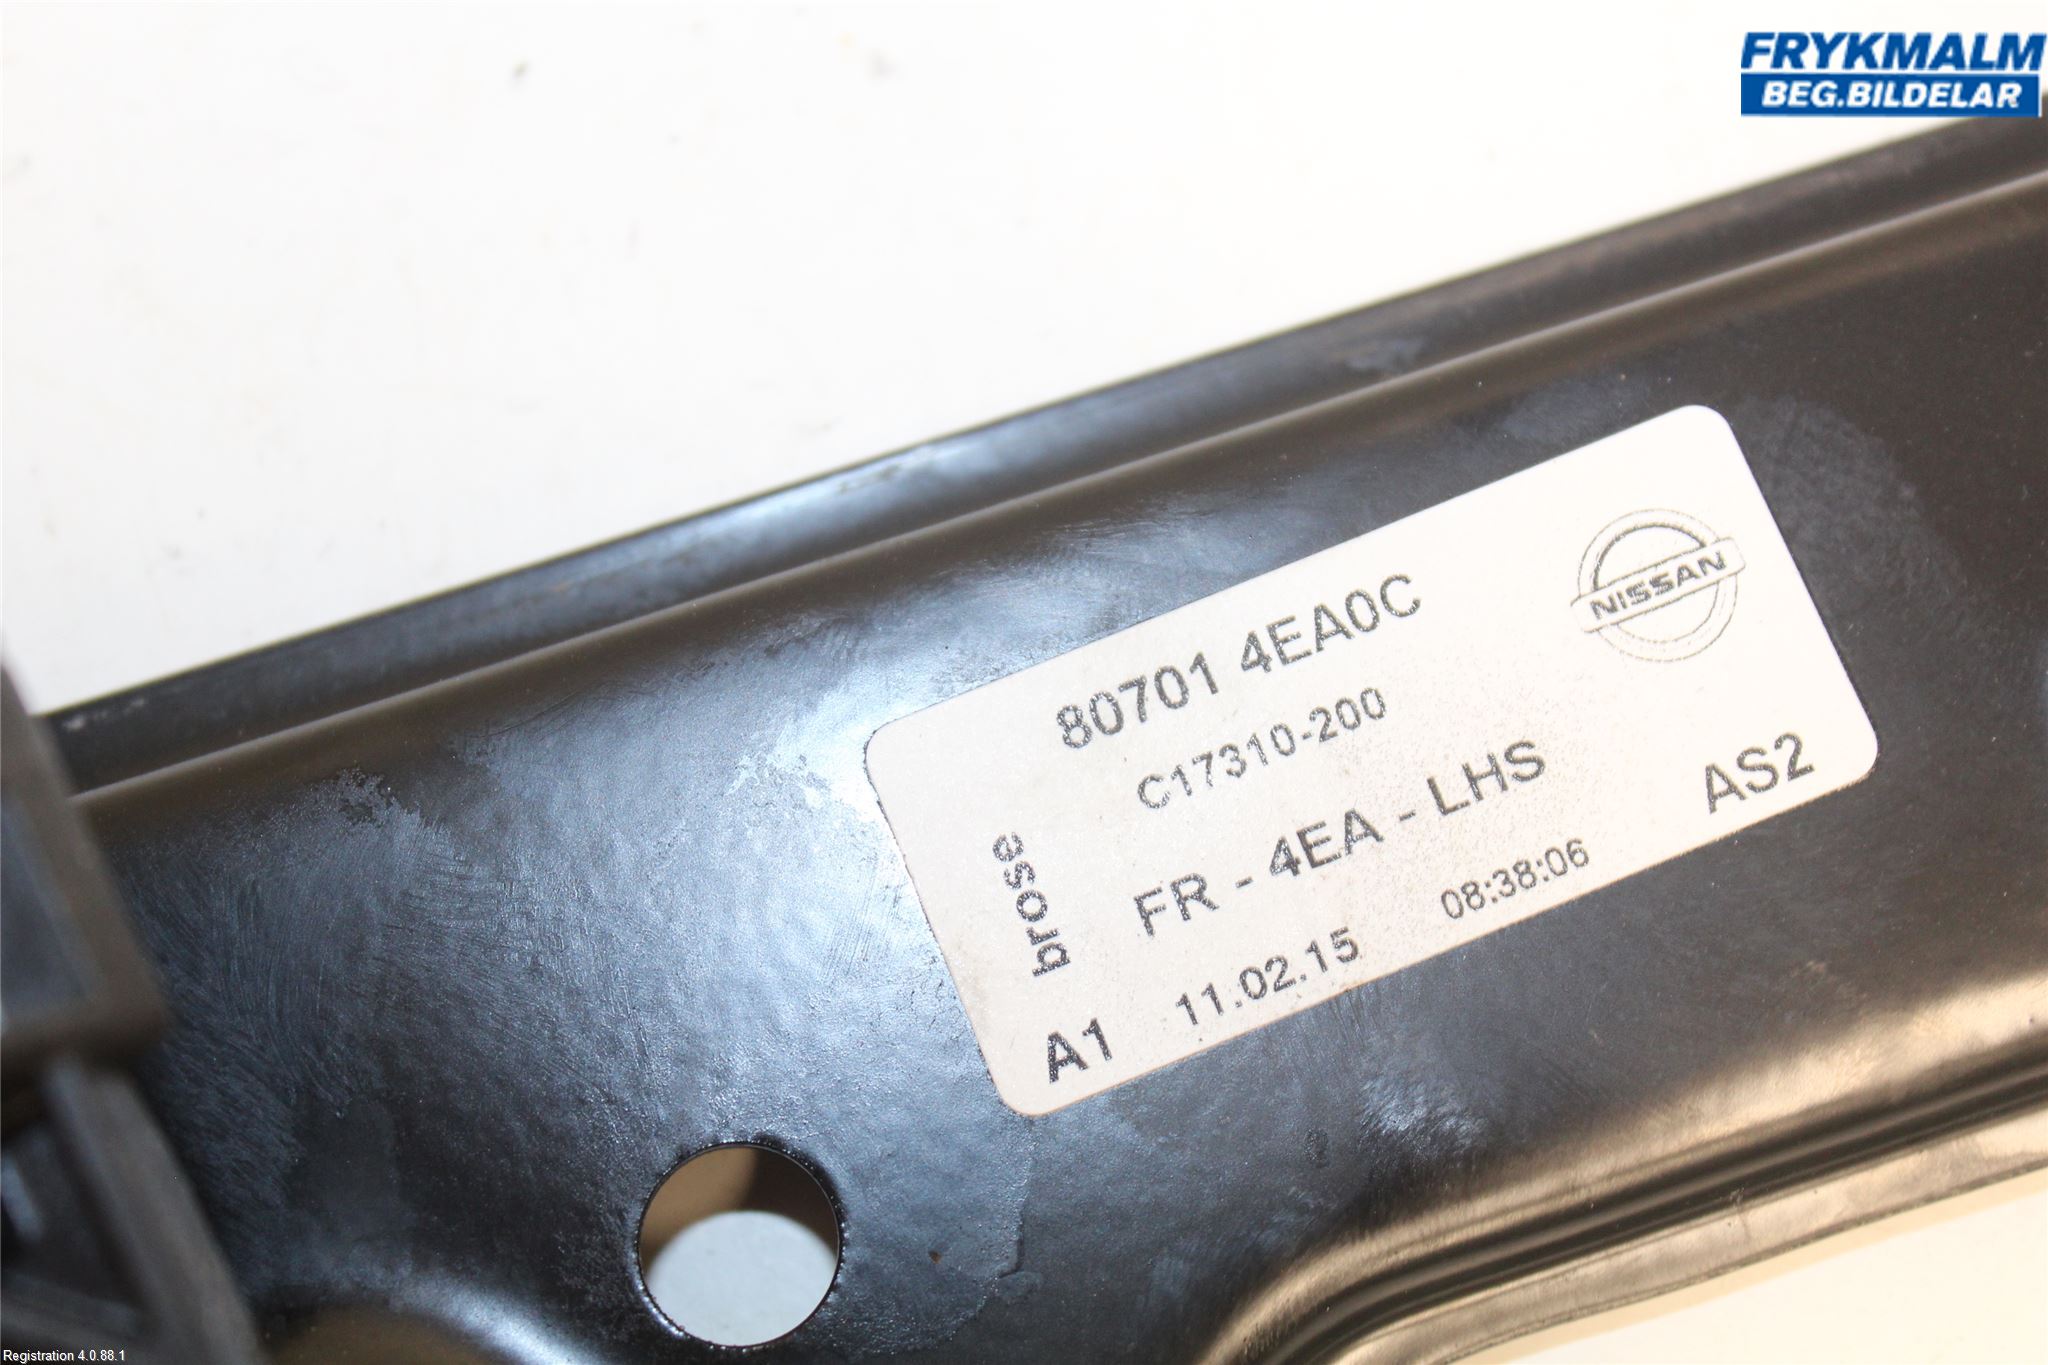 FRYKMALM
BEG.BILDELAR
NISSAN
80701 4EA0C
C17310-200
brose
FR - 4EA - LHS
AS2
A1 11.02.15 08:38:06
Registration 4.0.88.1